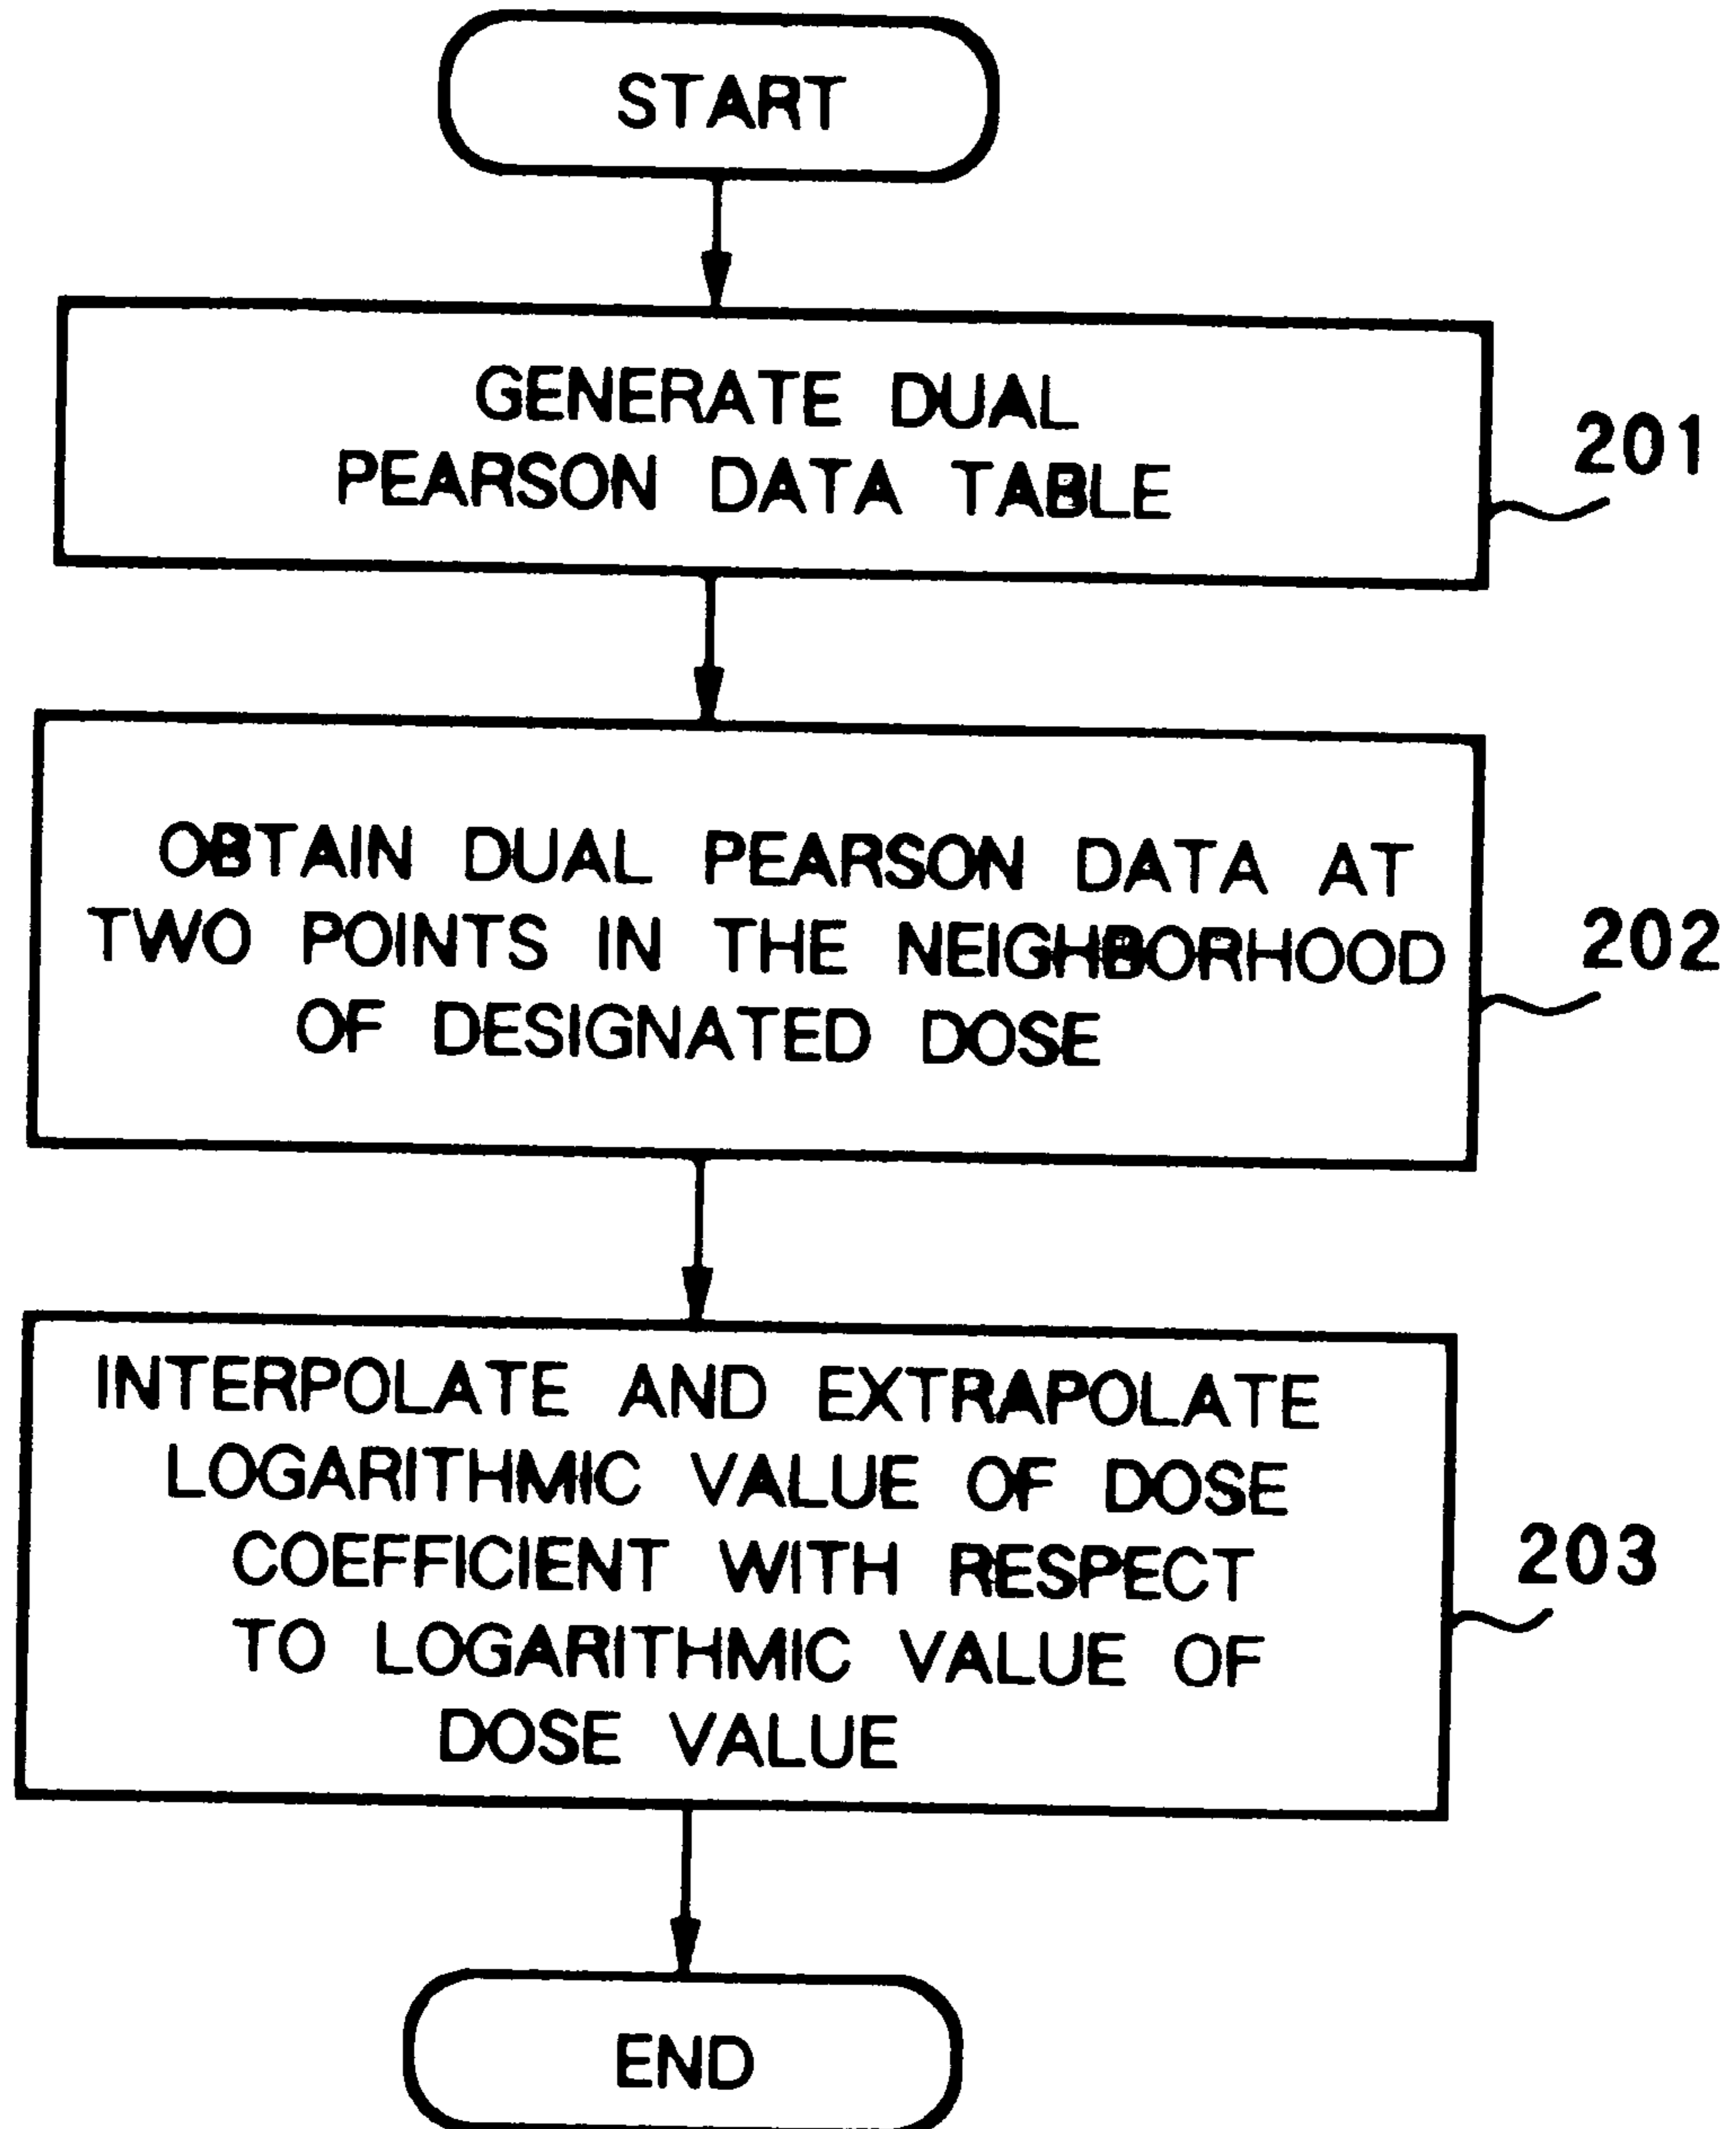 START
GENERATE DUAL
PEARSON DATA TABLE
201
OBTAIN DUAL PEARSON DATA AT
TWO POINTS IN THE NEIGHBORHOOD
OF DESIGNATED DOSE
202
INTERPOLATE AND EXTRAPOLATE
LOGARITHMIC VALUE OF DOSE
COEFFICIENT WITH RESPECT
TO LOGARITHMIC VALUE OF
DOSE VALUE
203
END